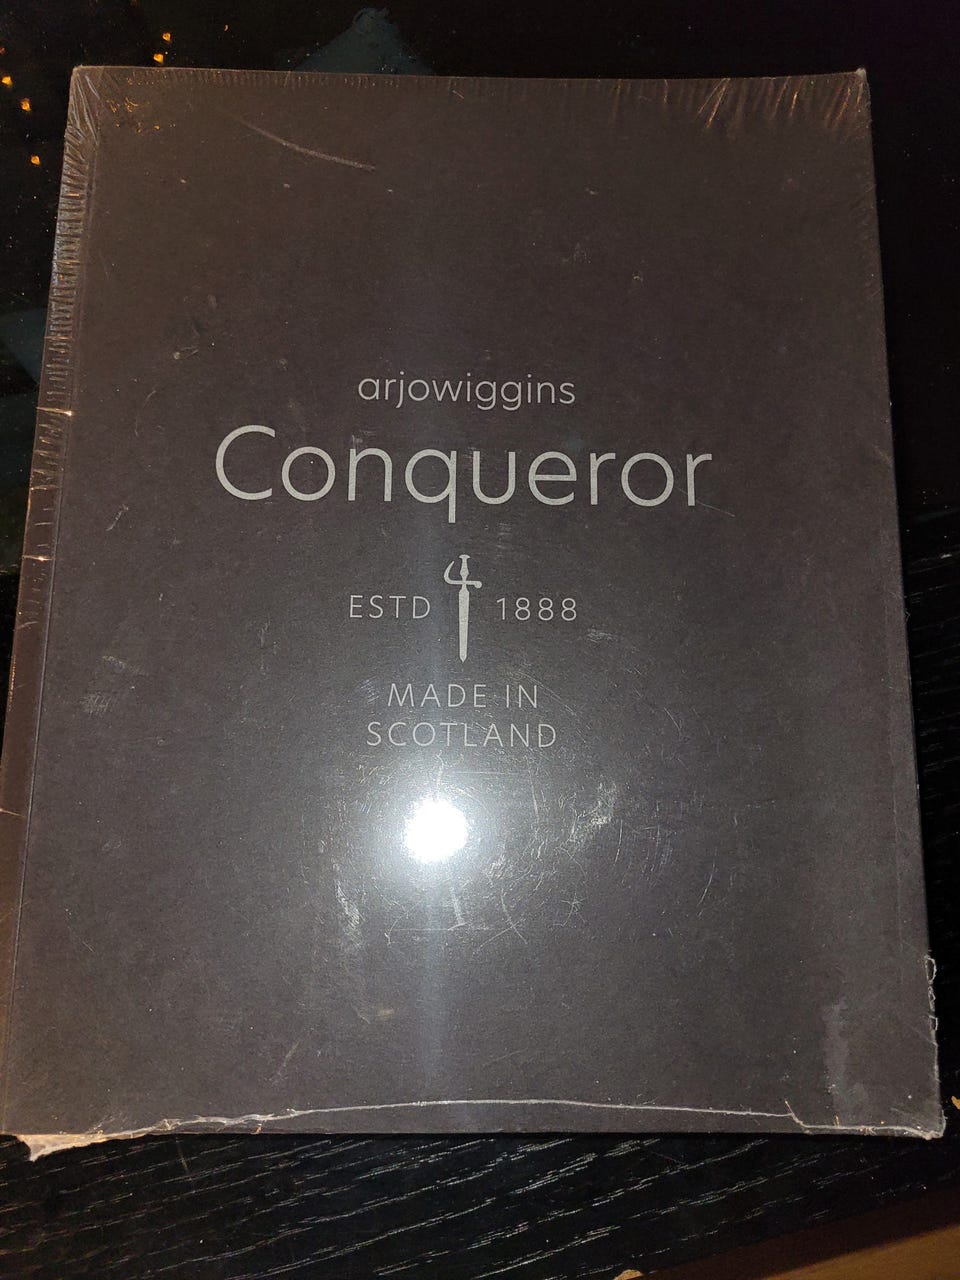 arjowiggins
Conqueror
ESTD 1888
MADE IN
SCOTLAND